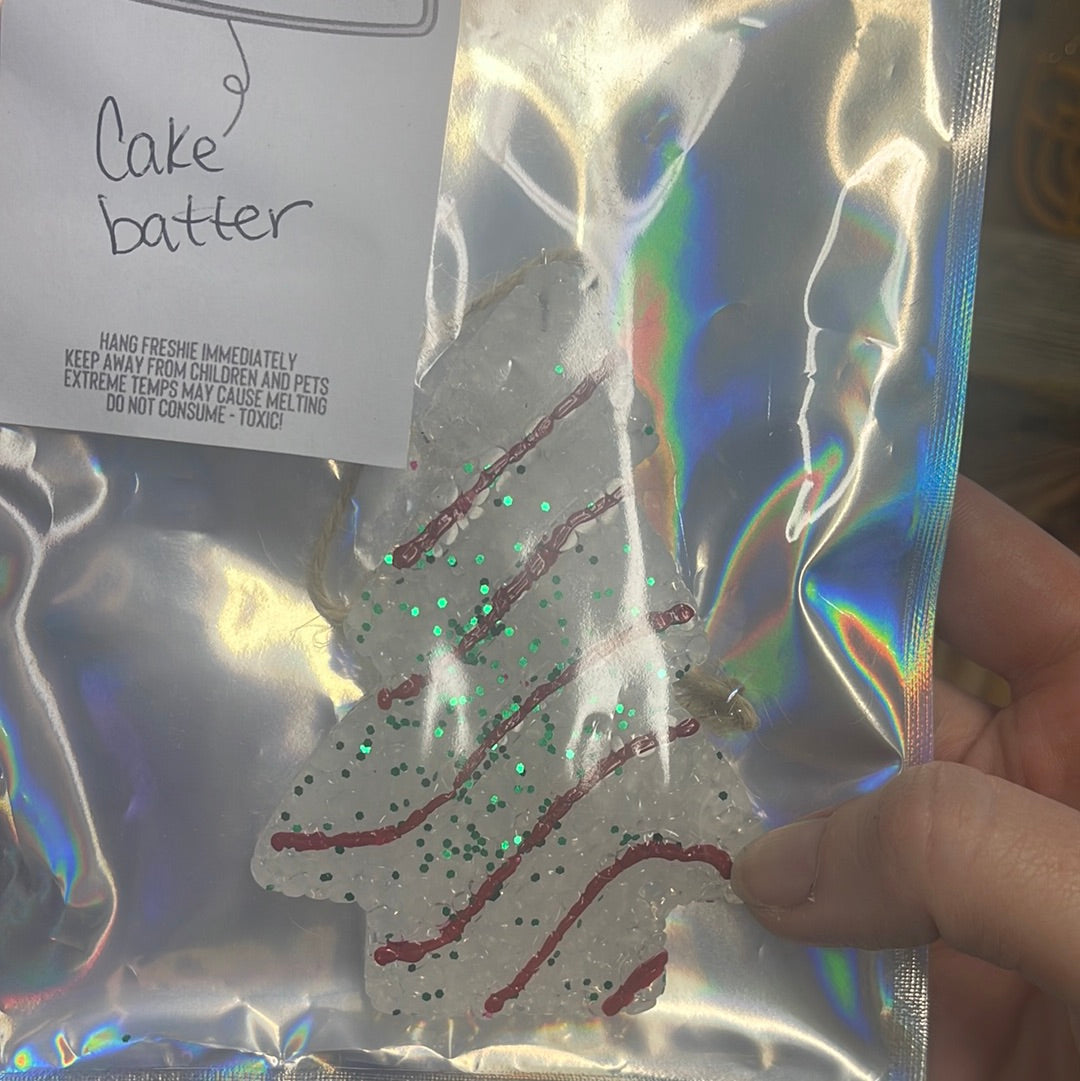 Cake
batter
HANG FRESHIE IMMEDIATELY
KEEP AWAY FROM CHILDREN AND PETS
EXTREME TEMPS MAY CAUSE MELTING
DO NOT CONSUME - TOXIC!